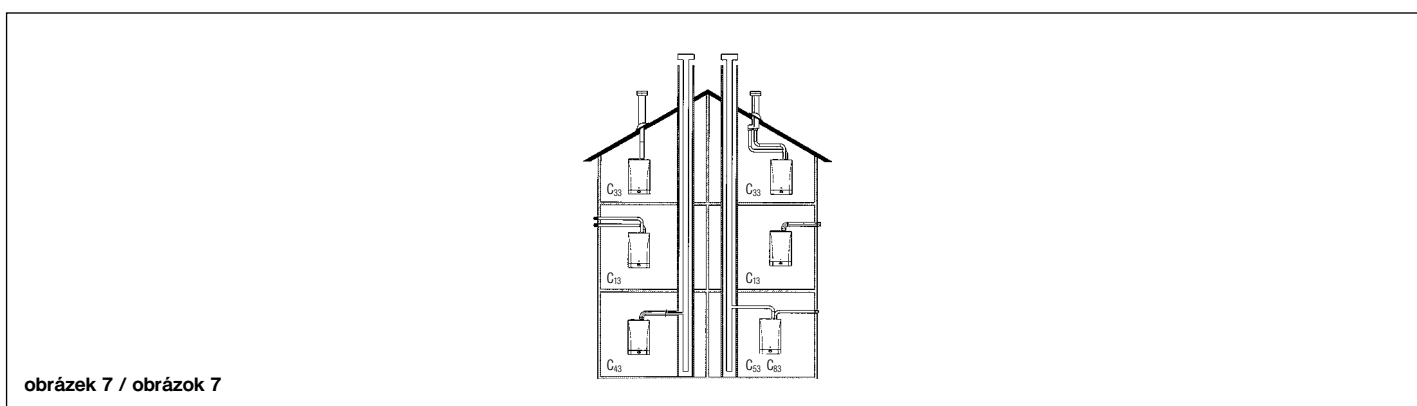 C₃₃ C₃₃
C₁₃ C₁₃
C₄₃ C₅₃ C₈₃
obrázek 7 / obrázok 7